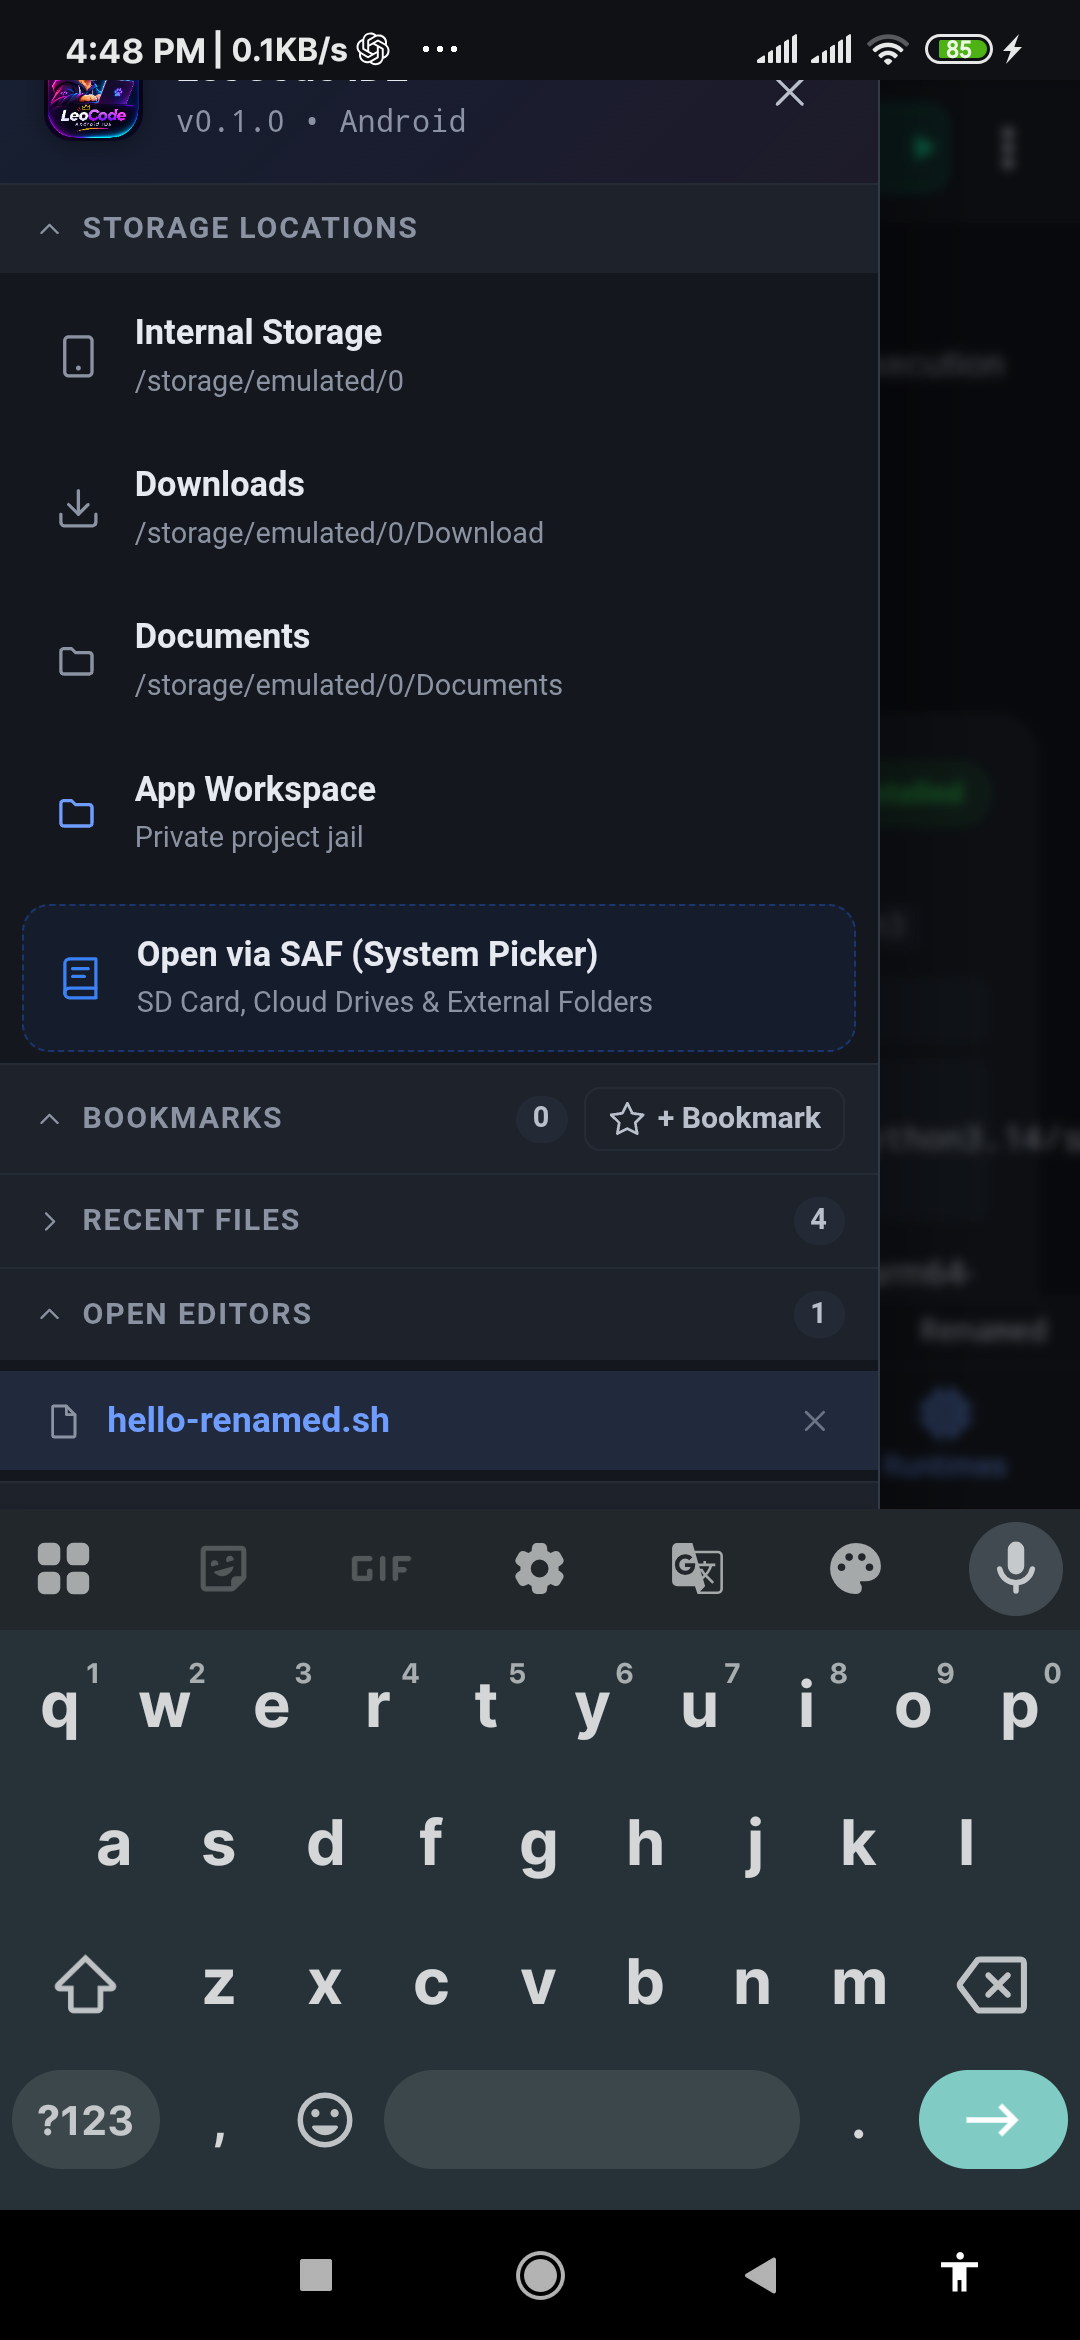 4:48 PM | 0.1KB/s ···
85
LeoCode
v0.1.0 • Android
STORAGE LOCATIONS
Internal Storage
/storage/emulated/0
Downloads
/storage/emulated/0/Download
Documents
/storage/emulated/0/Documents
App Workspace
Private project jail
Open via SAF (System Picker)
SD Card, Cloud Drives & External Folders
BOOKMARKS 0 + Bookmark
RECENT FILES 4
OPEN EDITORS 1
Renamed
hello-renamed.sh
Runtimes
GIF
1 2 3 4 5 6 7 8 9 0
q w e r t y u i o p
a s d f g h j k l
z x c v b n m
?123 , .